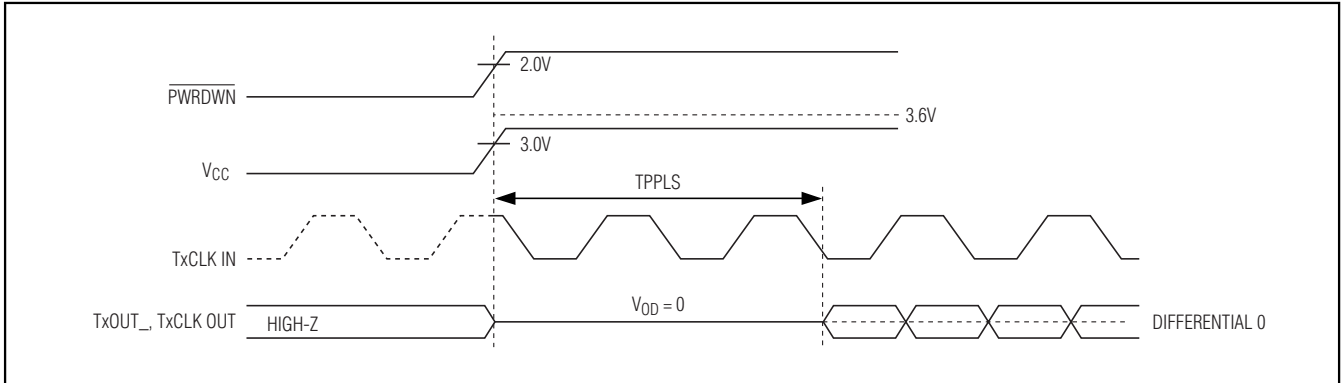 2.0V
PWRDWN
3.6V
3.0V
VCC
TPPLS
TxCLK IN
VOD = 0
TxOUT_, TxCLK OUT
HIGH-Z
DIFFERENTIAL 0